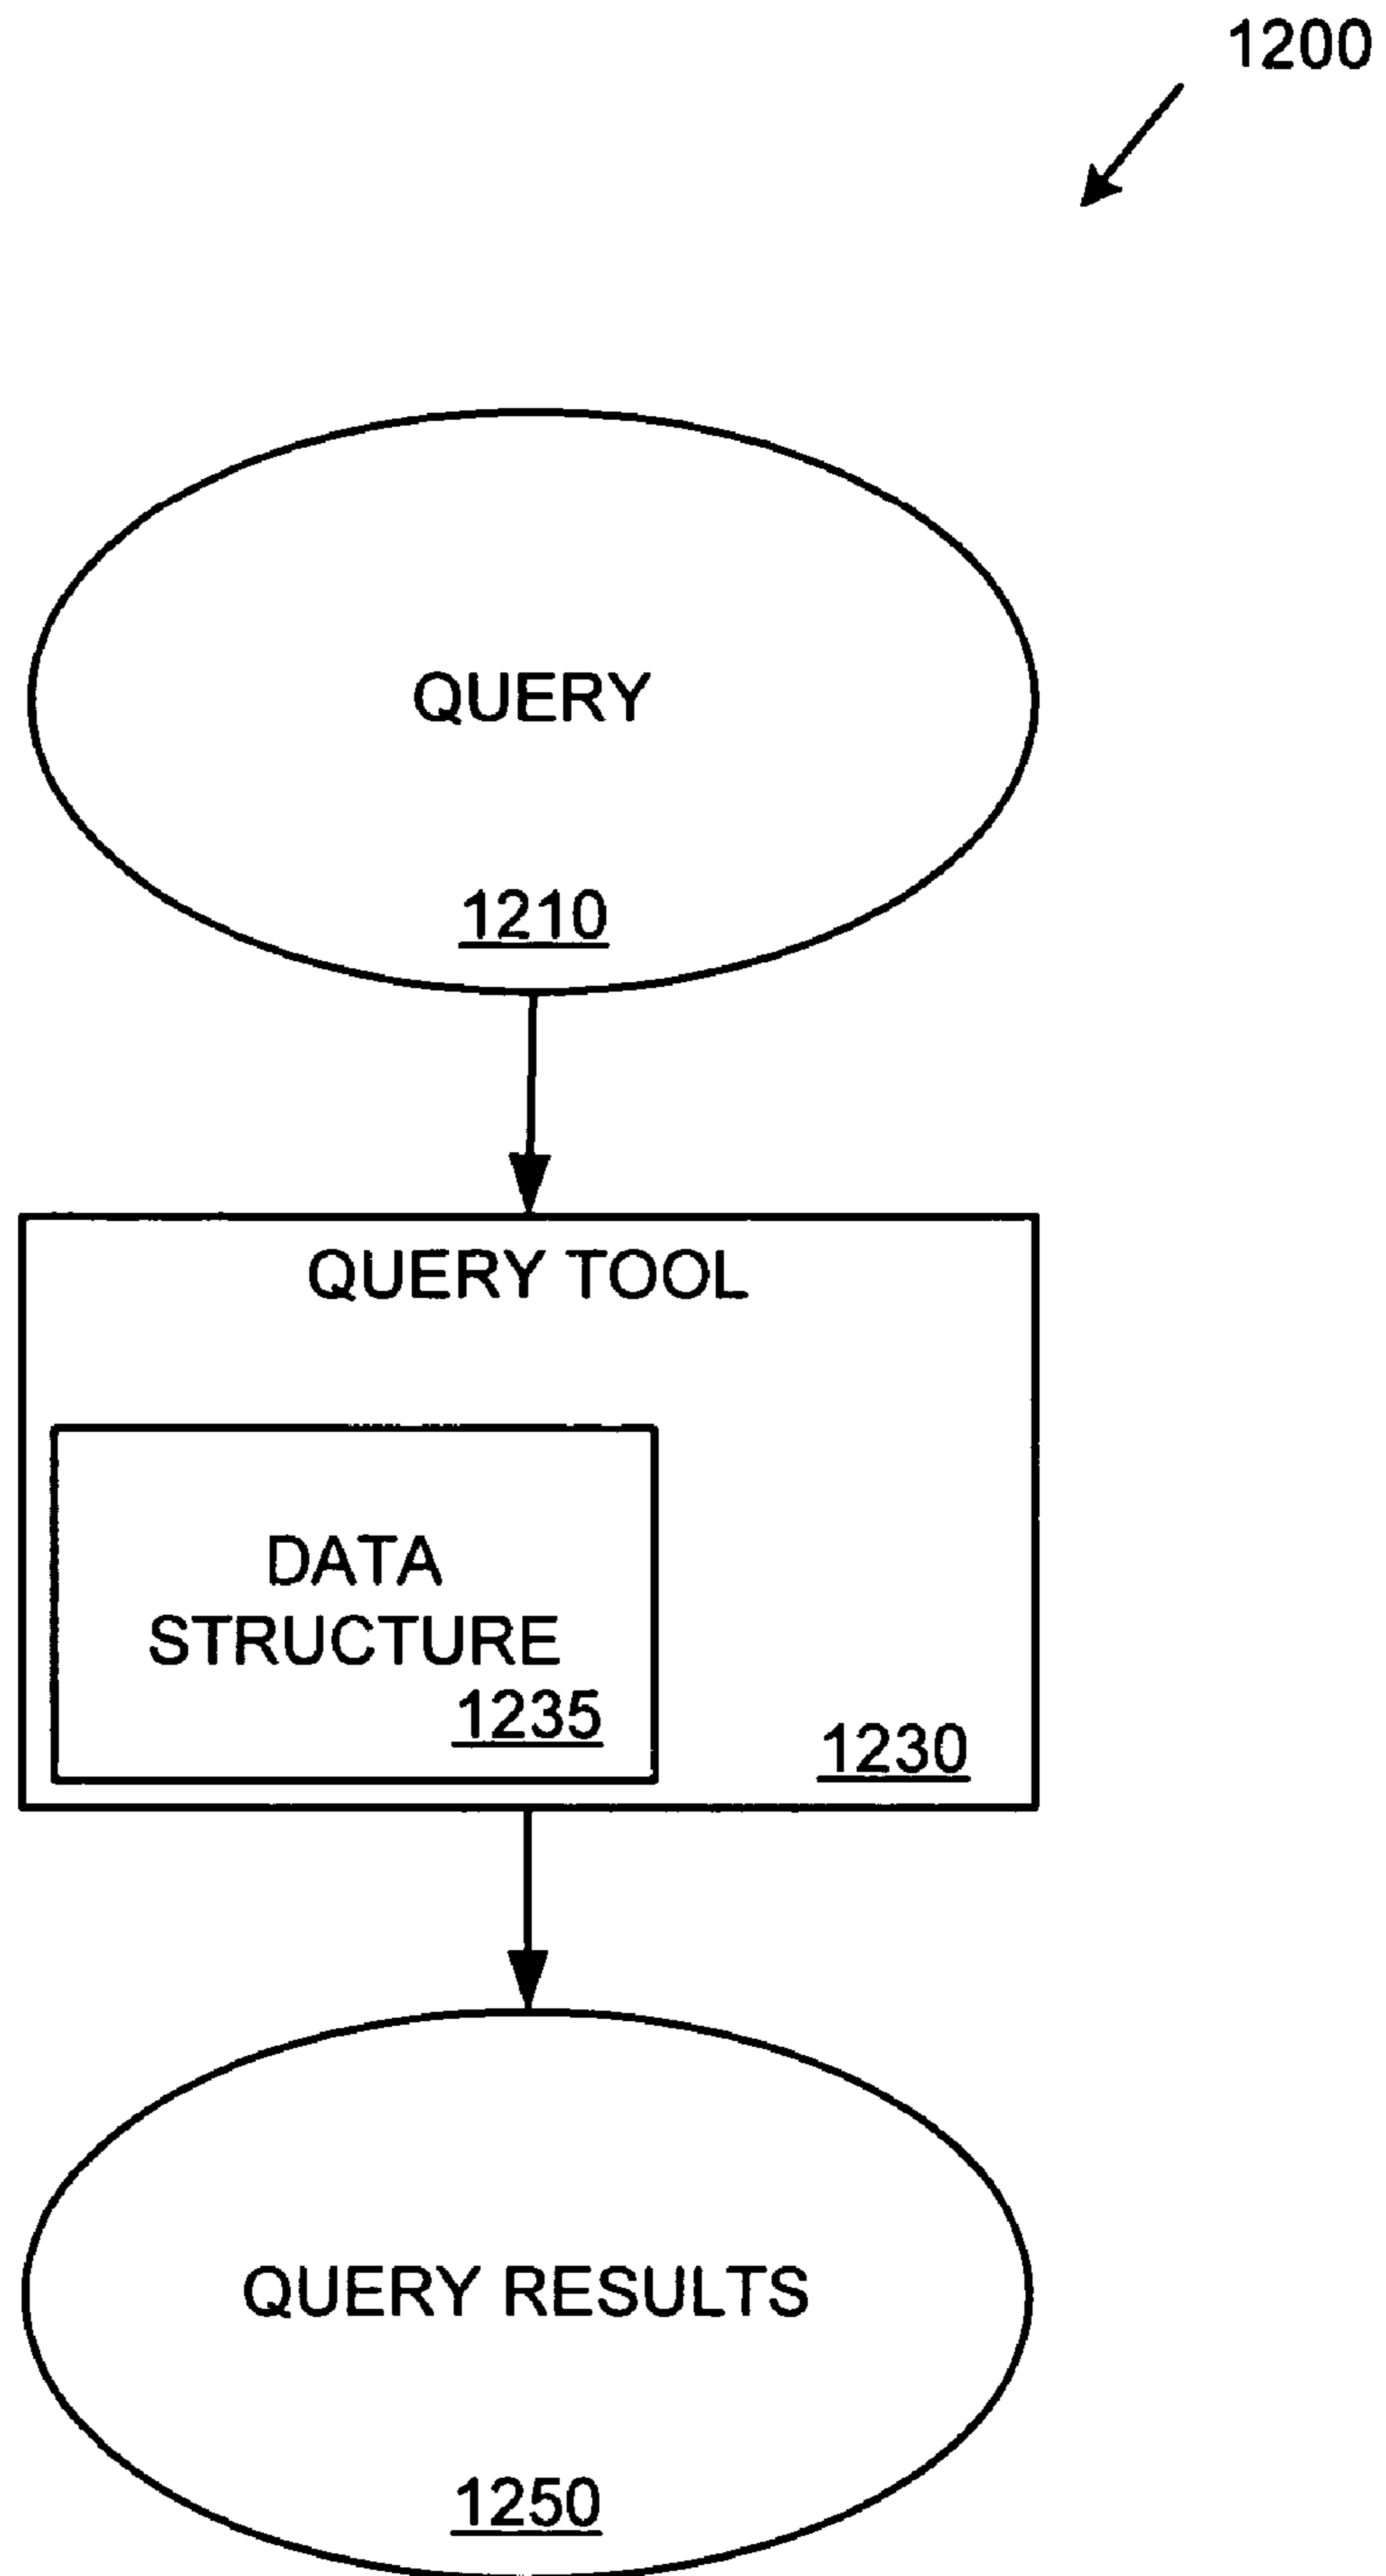 1200
QUERY
1210
QUERY TOOL
DATA
STRUCTURE
1235
1230
QUERY RESULTS
1250